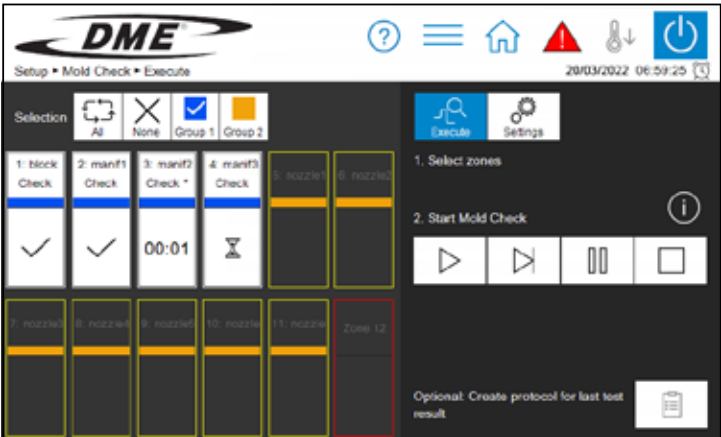 DME
Setup ▸ Mold Check ▸ Execute
20/03/2022 06:59:25
Selection
All
None
Group 1
Group 2
Execute
Settings
1: block
Check
2: manif1
Check
3: manif2
Check *
00:01
4: manif3
Check
5: nozzle1
6: nozzle2
1. Select zones
2. Start Mold Check
7: nozzle3
8: nozzle4
9: nozzle5
10: nozzle
11: nozzle
Zone 12
Optional: Create protocol for last test
result